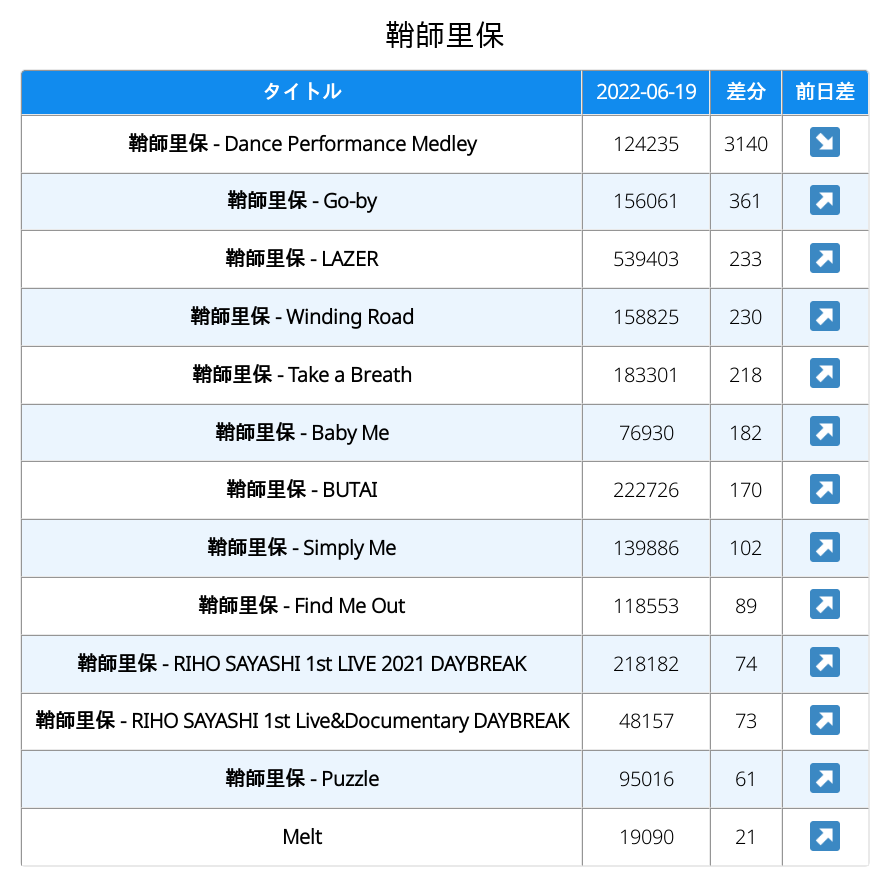 鞘師里保
タイトル 2022-06-19 差分 前日差
鞘師里保 - Dance Performance Medley 124235 3140
鞘師里保 - Go-by 156061 361
鞘師里保 - LAZER 539403 233
鞘師里保 - Winding Road 158825 230
鞘師里保 - Take a Breath 183301 218
鞘師里保 - Baby Me 76930 182
鞘師里保 - BUTAI 222726 170
鞘師里保 - Simply Me 139886 102
鞘師里保 - Find Me Out 118553 89
鞘師里保 - RIHO SAYASHI 1st LIVE 2021 DAYBREAK 218182 74
鞘師里保 - RIHO SAYASHI 1st Live&Documentary DAYBREAK 48157 73
鞘師里保 - Puzzle 95016 61
Melt 19090 21